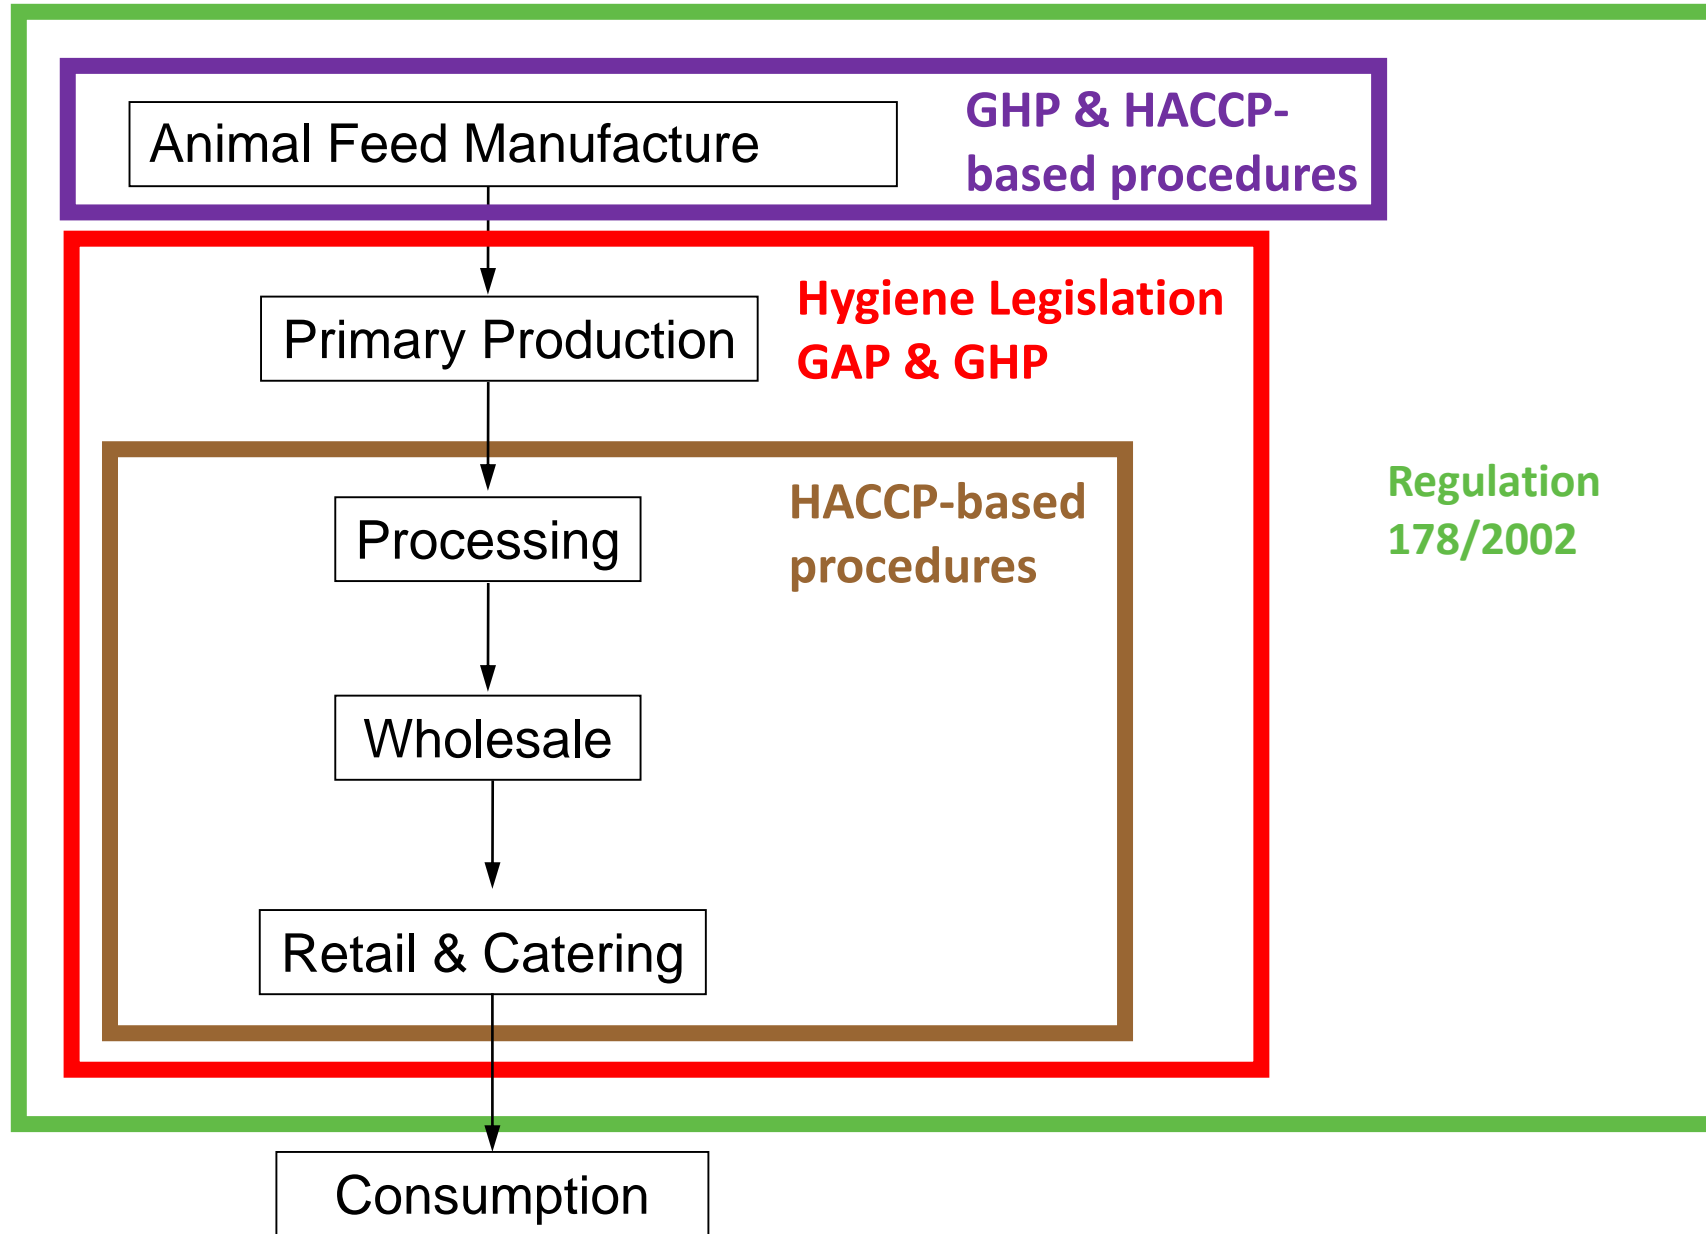 Animal Feed Manufacture
GHP & HACCP-
based procedures
Primary Production
Hygiene Legislation
GAP & GHP
Processing
HACCP-based
procedures
Regulation
178/2002
Wholesale
Retail & Catering
Consumption